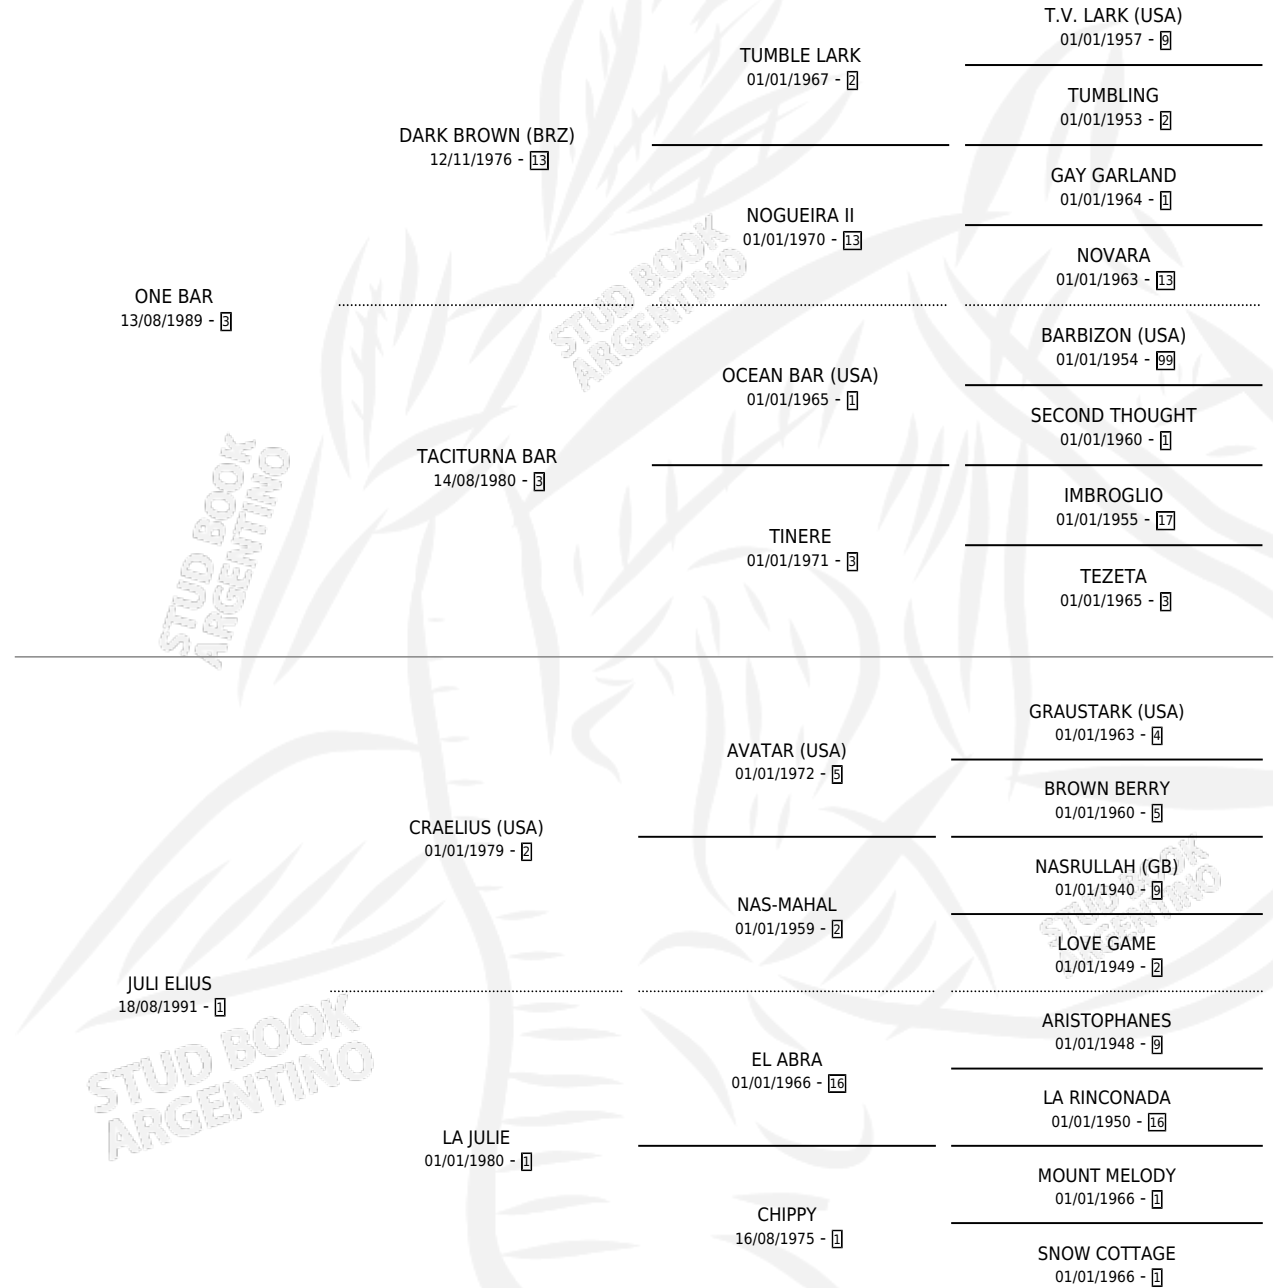 T.V. LARK (USA)
01/01/1957 - 9
TUMBLE LARK
01/01/1967 - 2
TUMBLING
01/01/1953 - 2
DARK BROWN (BRZ)
12/11/1976 - 13
GAY GARLAND
01/01/1964 - 1
NOGUEIRA II
01/01/1970 - 13
NOVARA
01/01/1963 - 13
ONE BAR
13/08/1989 - 3
STUD BOOK
ARGENTINO
BARBIZON (USA)
01/01/1954 - 99
OCEAN BAR (USA)
01/01/1965 - 1
SECOND THOUGHT
01/01/1960 - 1
TACITURNA BAR
14/08/1980 - 3
IMBROGLIO
01/01/1955 - 17
TINERE
01/01/1971 - 3
TEZETA
01/01/1965 - 3
STUD BOOK
ARGENTINO
GRAUSTARK (USA)
01/01/1963 - 4
AVATAR (USA)
01/01/1972 - 5
BROWN BERRY
01/01/1960 - 5
CRAELIUS (USA)
01/01/1979 - 2
NASRULLAH (GB)
01/01/1940 - 9
NAS-MAHAL
01/01/1959 - 2
STUD BOOK
ARGENTINO
LOVE GAME
01/01/1949 - 2
JULI ELIUS
18/08/1991 - 1
STUD BOOK
ARGENTINO
ARISTOPHANES
01/01/1948 - 9
EL ABRA
01/01/1966 - 16
LA RINCONADA
01/01/1950 - 16
LA JULIE
01/01/1980 - 1
MOUNT MELODY
01/01/1966 - 1
CHIPPY
16/08/1975 - 1
SNOW COTTAGE
01/01/1966 - 1